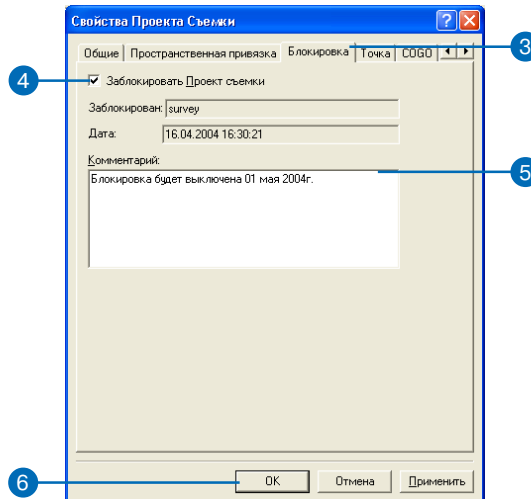 Свойства Проекта Съемки
Общие Пространственная привязка Блокировка Точка COGO
3
4
Заблокировать Проект съемки
Заблокирован: survey
Дата: 16.04.2004 16:30:21
Комментарий:
5
Блокировка будет выключена 01 мая 2004г.
6
OK Отмена Применить